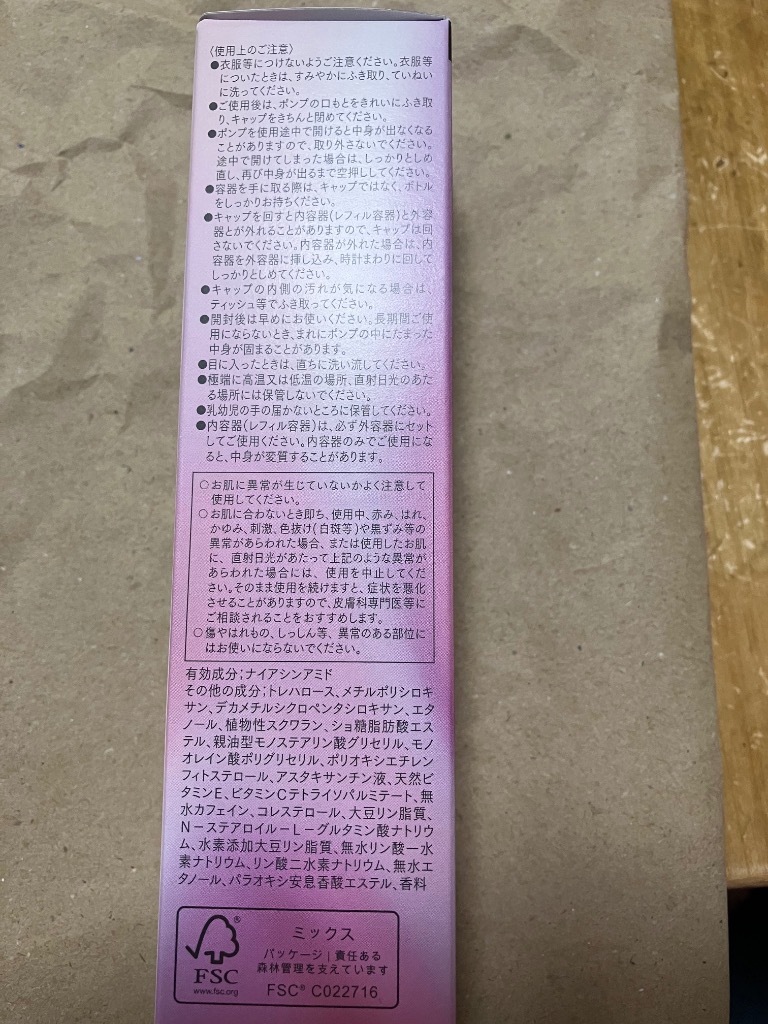 〈使用上のご注意〉
●衣服等につけないようご注意ください。衣服等
についたときは、すみやかにふき取り、ていねい
に洗ってください。
●ご使用後は、ポンプの口もとをきれいにふき取
り、キャップをきちんと閉めてください。
●ポンプを使用途中で開けると中身が出なくなる
ことがありますので、取り外さないでください。
途中で開けてしまった場合は、しっかりとしめ
直し、再び中身が出るまで空押ししてください。
●容器を手に取る際は、キャップではなく、ボトル
をしっかりお持ちください。
●キャップを回すと内容器(レフィル容器)と外容
器とが外れることがありますので、キャップは回
さないでください。内容器が外れた場合は、内
容器を外容器に挿し込み、時計まわりに回して
しっかりとしめてください。
●キャップの内側の汚れが気になる場合は、
ティッシュ等でふき取ってください。
●開封後は早めにお使いください。長期間ご使
用にならないとき、まれにポンプの中にたまった
中身が固まることがあります。
●目に入ったときは、直ちに洗い流してください。
●極端に高温又は低温の場所、直射日光のあた
る場所には保管しないでください。
●乳幼児の手の届かないところに保管してください。
●内容器(レフィル容器)は、必ず外容器にセット
してご使用ください。内容器のみでご使用にな
ると、中身が変質することがあります。
○お肌に異常が生じていないかよく注意して
使用してください。
○お肌に合わないとき即ち、使用中、赤み、はれ、
かゆみ、刺激、色抜け(白斑等)や黒ずみ等の
異常があらわれた場合、または使用したお肌
に、直射日光があたって上記のような異常が
あらわれた場合には、使用を中止してくだ
さい。そのまま使用を続けますと、症状を悪化
させることがありますので、皮膚科専門医等に
ご相談されることをおすすめします。
○傷やはれもの、しっしん等、異常のある部位に
はお使いにならないでください。
有効成分;ナイアシンアミド
その他の成分;トレハロース、メチルポリシロキ
サン、デカメチルシクロペンタシロキサン、エタ
ノール、植物性スクワラン、ショ糖脂肪酸エス
テル、親油型モノステアリン酸グリセリル、モノ
オレイン酸ポリグリセリル、ポリオキシエチレン
フィトステロール、アスタキサンチン液、天然ビ
タミンE、ビタミンCテトライソパルミテート、無
水カフェイン、コレステロール、大豆リン脂質、
N－ステアロイル－L－グルタミン酸ナトリウ
ム、水素添加大豆リン脂質、無水リン酸一水
素ナトリウム、リン酸二水素ナトリウム、無水エ
タノール、パラオキシ安息香酸エステル、香料
FSC
www.fsc.org
ミックス
パッケージ｜責任ある
森林管理を支えています
FSC® C022716